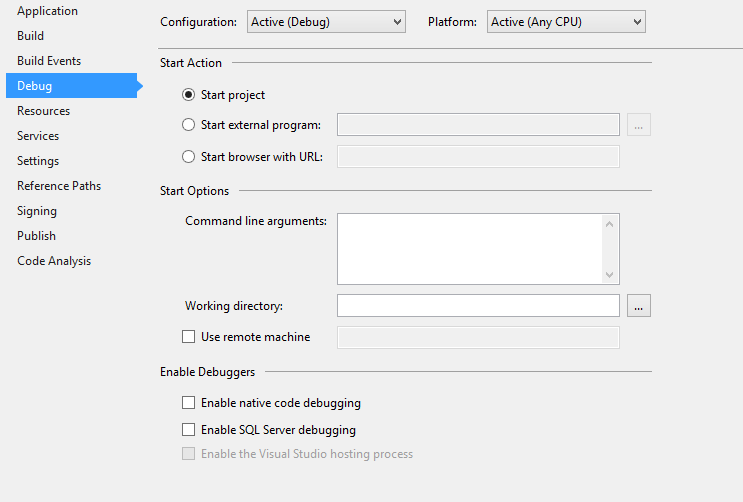 Application
Build
Build Events
Debug
Resources
Services
Settings
Reference Paths
Signing
Publish
Code Analysis
Configuration: Active (Debug) Platform: Active (Any CPU)
Start Action
Start project
Start external program: ...
Start browser with URL:
Start Options
Command line arguments:
Working directory: ...
Use remote machine
Enable Debuggers
Enable native code debugging
Enable SQL Server debugging
Enable the Visual Studio hosting process